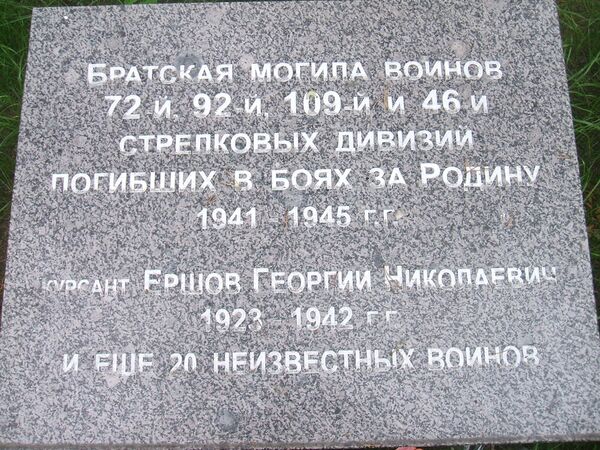 Братская могила воинов
72-й, 92-й, 109-й и 46-й
стрелковых дивизий
погибших в боях за Родину
1941 - 1945 г.г.
курсант Ершов Георгий Николаевич
1923 - 1942 г.г.
и еще 20 неизвестных воинов